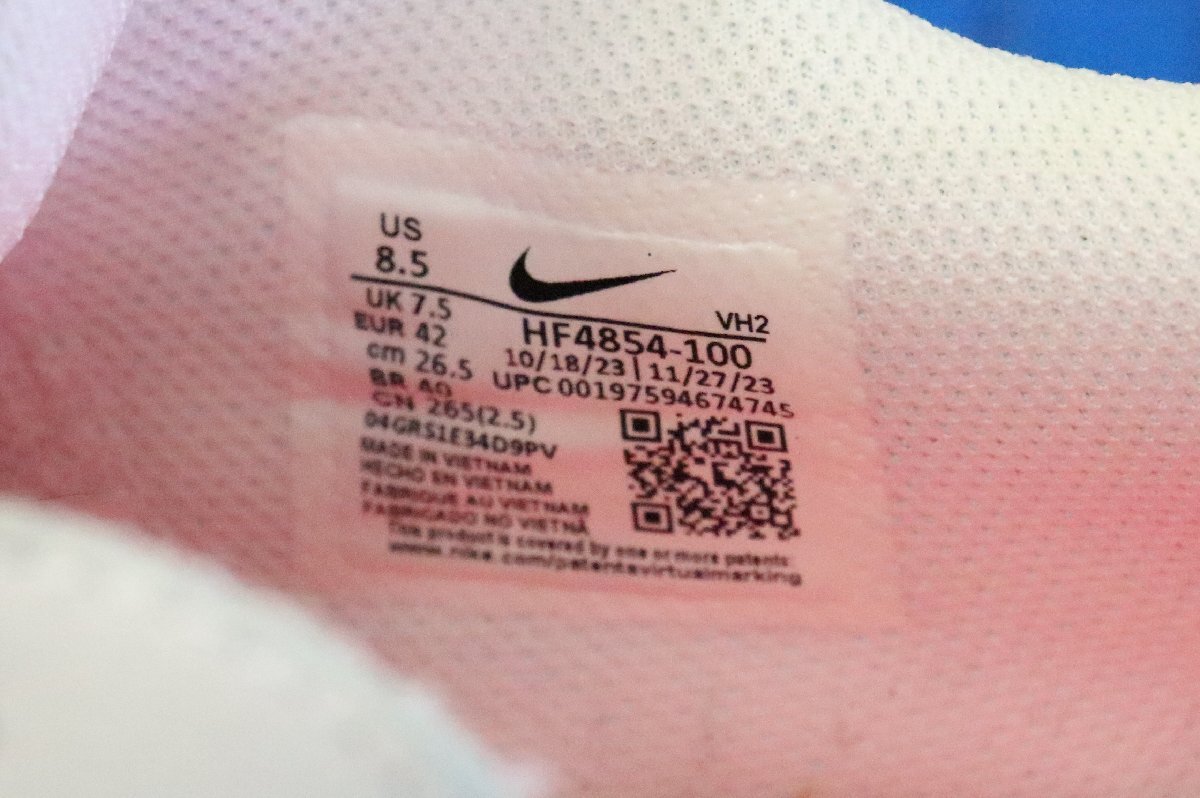 US
8.5
VH2
UK 7.5
HF4854-100
EUR 42
10/18/23 | 11/27/23
cm 26.5
UPC 00197594674745
BR 40
CN 265(2.5)
04GRS1E34D9PV
MADE IN VIETNAM
HECHO EN VIETNAM
FABRIQUE AU VIETNAM
FABRICADO NO VIETNÃ
This product is covered by one or more patents:
www.nike.com/patentsvirtualmarking